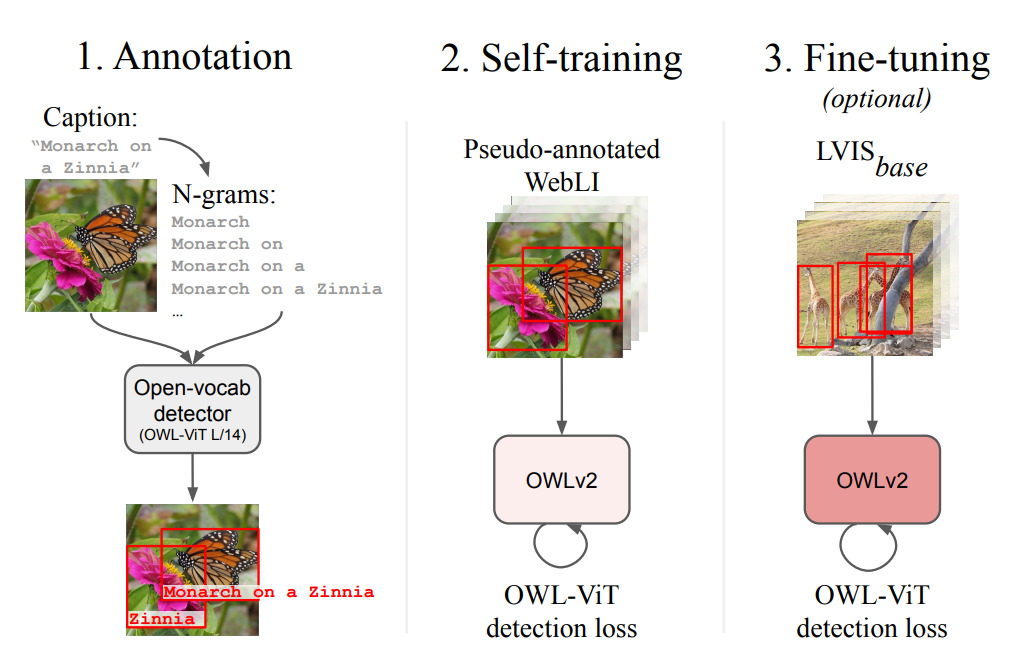 1. Annotation
Caption:
“Monarch on
a Zinnia”
N-grams:
Monarch
Monarch on
Monarch on a
Monarch on a Zinnia
…
Open-vocab
detector
(OWL-ViT L/14)
Monarch on a Zinnia
Zinnia
2. Self-training
Pseudo-annotated
WebLI
OWLv2
OWL-ViT
detection loss
3. Fine-tuning
(optional)
LVISbase
OWLv2
OWL-ViT
detection loss